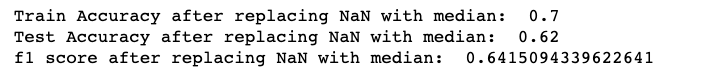 Train Accuracy after replacing NaN with median:  0.7
Test Accuracy after replacing NaN with median:  0.62
f1 score after replacing NaN with median:  0.6415094339622641